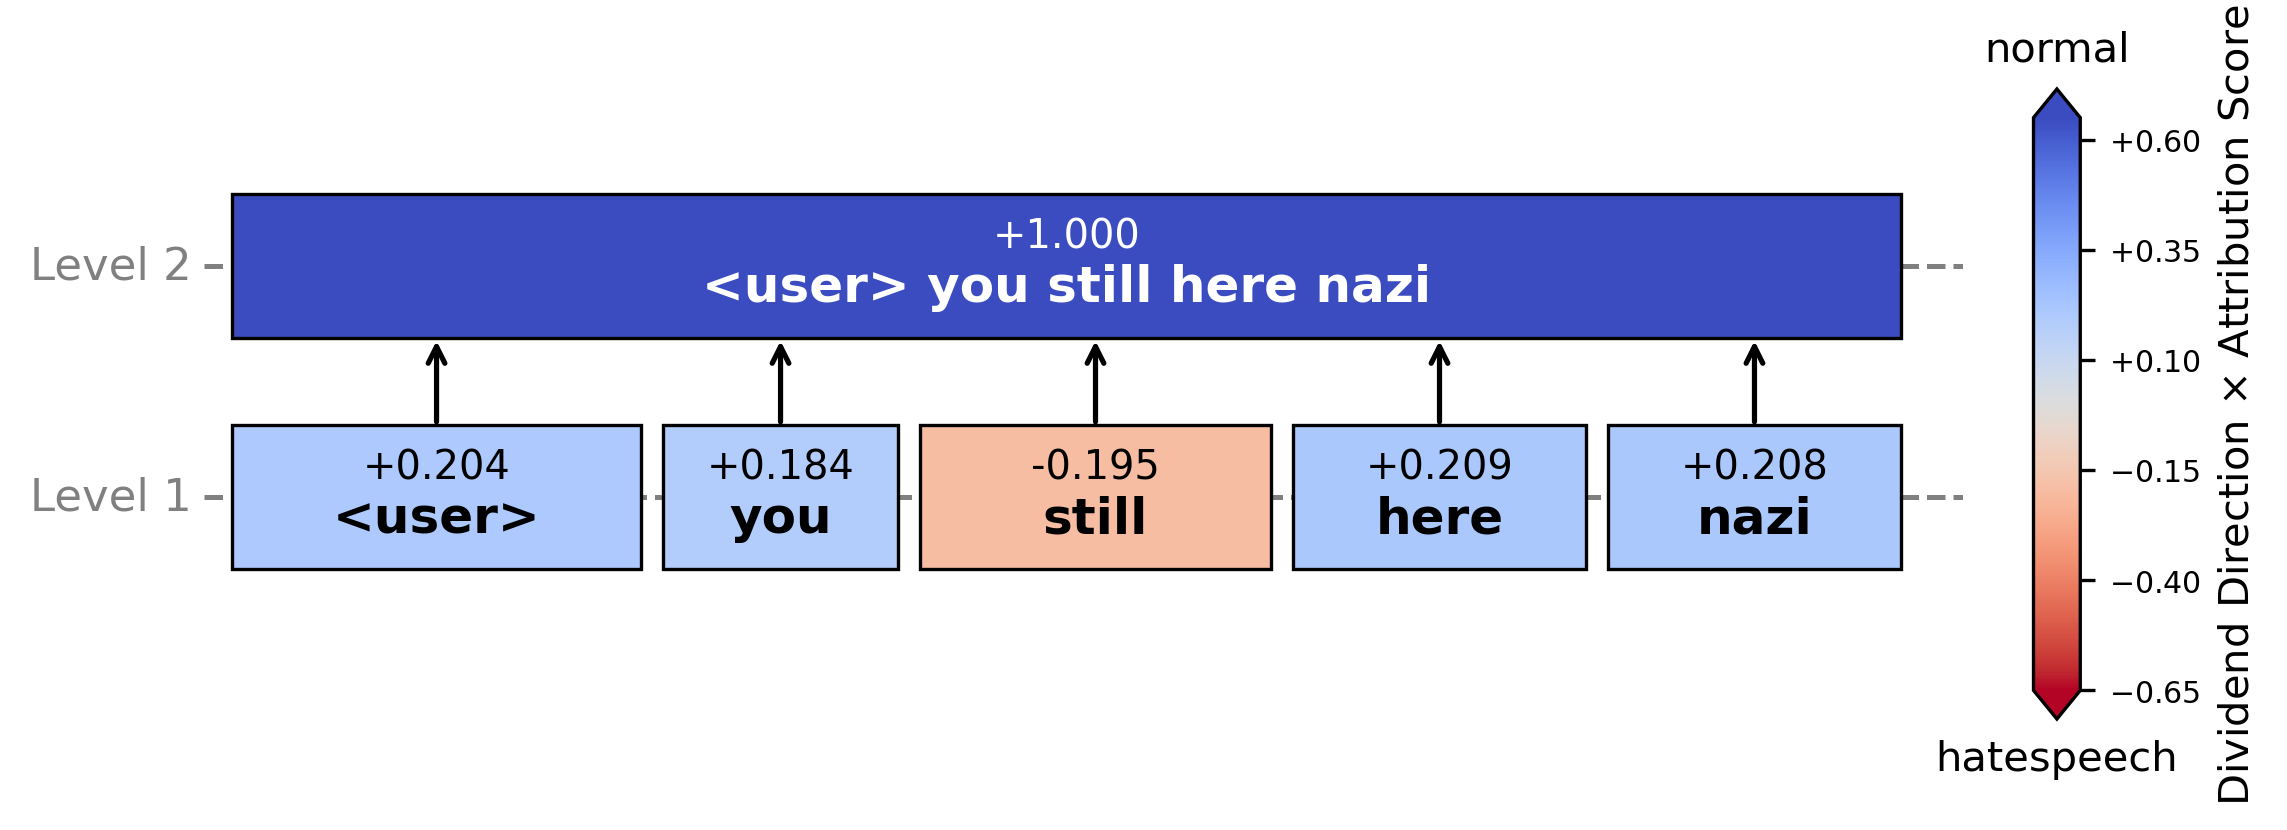 normal
+0.60
+0.35
+0.10
−0.15
−0.40
−0.65
hatespeech
Dividend Direction × Attribution Score
Level 2
+1.000
<user> you still here nazi
Level 1
+0.204
<user>
+0.184
you
-0.195
still
+0.209
here
+0.208
nazi